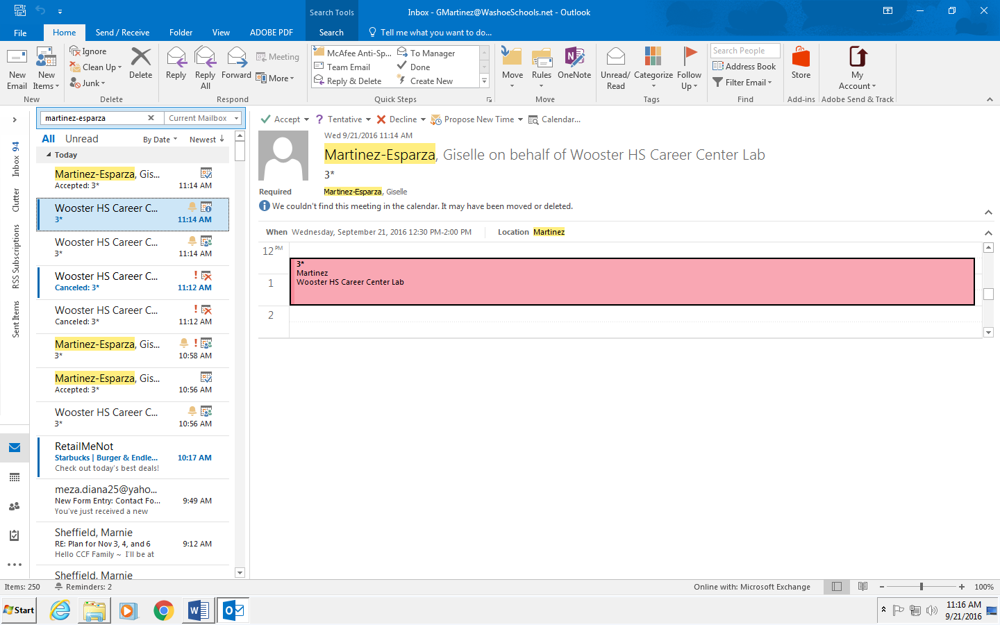 Search Tools
Inbox - GMartinez@WashoeSchools.net - Outlook
File
Home
Send / Receive
Folder
View
ADOBE PDF
Search
Tell me what you want to do...
New Email
New Items
New
Ignore
Clean Up
Junk
Delete
Delete
Reply
Reply All
Forward
Meeting
More
Respond
McAfee Anti-Sp...
Team Email
Reply & Delete
To Manager
Done
Create New
Quick Steps
Move
Rules
OneNote
Move
Unread/ Read
Categorize
Follow Up
Tags
Search People
Address Book
Filter Email
Find
Store
Add-ins
My Account
Adobe Send & Track
Inbox 94
Clutter
RSS Subscriptions
Sent Items
martinez-esparza
Current Mailbox
All
Unread
By Date
Newest
Today
Martinez-Esparza, Gis...
Accepted: 3*
11:14 AM
Wooster HS Career C...
3*
11:14 AM
Wooster HS Career C...
3*
11:14 AM
Wooster HS Career C...
Canceled: 3*
11:12 AM
Wooster HS Career C...
Canceled: 3*
11:12 AM
Martinez-Esparza, Gis...
3*
10:58 AM
Martinez-Esparza, Gis...
Accepted: 3*
10:56 AM
Wooster HS Career C...
3*
10:56 AM
RetailMeNot
Starbucks | Burger & Endle...
10:17 AM
Check out today's best deals!
meza.diana25@yaho...
New Form Entry: Contact Fo...
9:49 AM
You've just received a new
Sheffield, Marnie
RE: Plan for Nov 3, 4, and 6
9:12 AM
Hello CCF Family ~ I'll be at
Sheffield, Marnie
Accept
Tentative
Decline
Propose New Time
Calendar...
Wed 9/21/2016 11:14 AM
Martinez-Esparza, Giselle on behalf of Wooster HS Career Center Lab
3*
Required
Martinez-Esparza, Giselle
We couldn't find this meeting in the calendar. It may have been moved or deleted.
When
Wednesday, September 21, 2016 12:30 PM-2:00 PM
Location
Martinez
12 PM
1
2
3*
Martinez
Wooster HS Career Center Lab
Items: 250
Reminders: 2
Online with: Microsoft Exchange
100%
Start
11:16 AM
9/21/2016